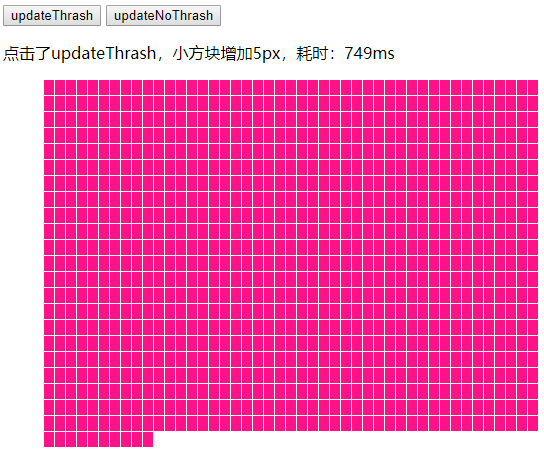 updateThrash updateNoThrash
点击了updateThrash，小方块增加5px，耗时：749ms